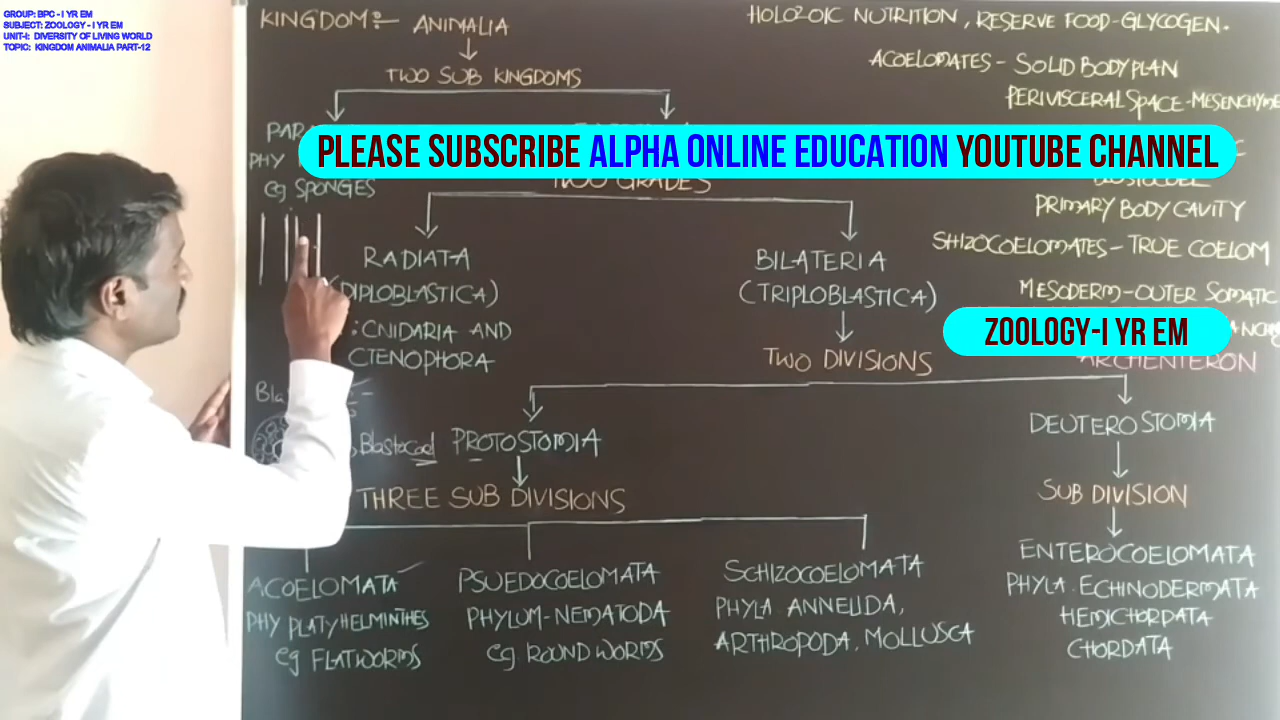 GROUP: BPC - I YR EM
SUBJECT: ZOOLOGY - I YR EM
UNIT-I: DIVERSITY OF LIVING WORLD
TOPIC: KINGDOM ANIMALIA PART-12
KINGDOM:- ANIMALIA
HOLOZOIC NUTRITION, RESERVE FOOD-GLYCOGEN.
TWO SUB KINGDOMS
ACOELOMATES - SOLID BODY PLAN
PERIVISCERAL SPACE-MESENCHYME
PLEASE SUBSCRIBE ALPHA ONLINE EDUCATION YOUTUBE CHANNEL
PHY
eg SPONGES
TWO GRADES
PRIMARY BODY CAVITY
SHIZOCOELOMATES - TRUE COELOM
RADIATA
BILATERIA
(DIPLOBLASTICA)
(TRIPLOBLASTICA)
MESODERM-OUTER SOMATIC
: CNIDARIA AND
CTENOPHORA
ZOOLOGY-I YR EM
TWO DIVISIONS
ARCHENTERON
Blastocoel
PROTOSTOMIA
DEUTEROSTOMIA
THREE SUB DIVISIONS
SUB DIVISION
ACOELOMATA
PSUEDOCOELOMATA
SCHIZOCOELOMATA
ENTEROCOELOMATA
PHY PLATYHELMINTHES
PHYLUM-NEMATODA
PHYLA ANNELIDA,
PHYLA. ECHINODERMATA
eg FLATWORMS
eg ROUND WORMS
ARTHROPODA, MOLLUSCA
HEMICHORDATA
CHORDATA